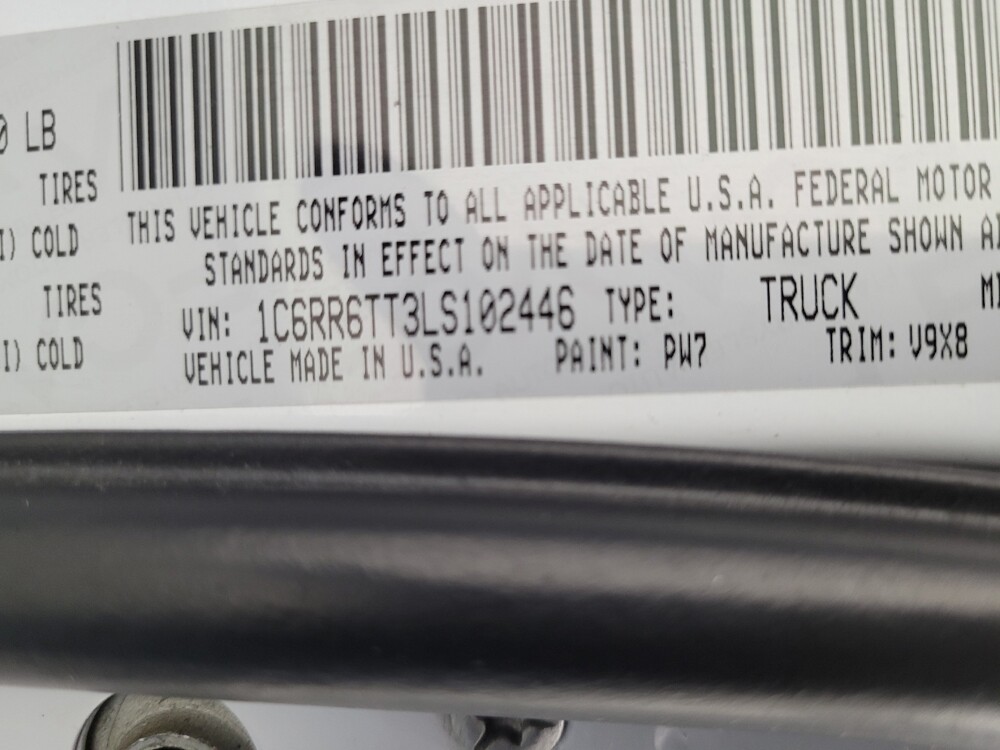 0 LB
TIRES
I) COLD
TIRES
I) COLD
THIS VEHICLE CONFORMS TO ALL APPLICABLE U.S.A. FEDERAL MOTOR
STANDARDS IN EFFECT ON THE DATE OF MANUFACTURE SHOWN
VIN: 1C6RR6TT3LS102446 TYPE: TRUCK
VEHICLE MADE IN U.S.A. PAINT: PW7 TRIM: V9X8